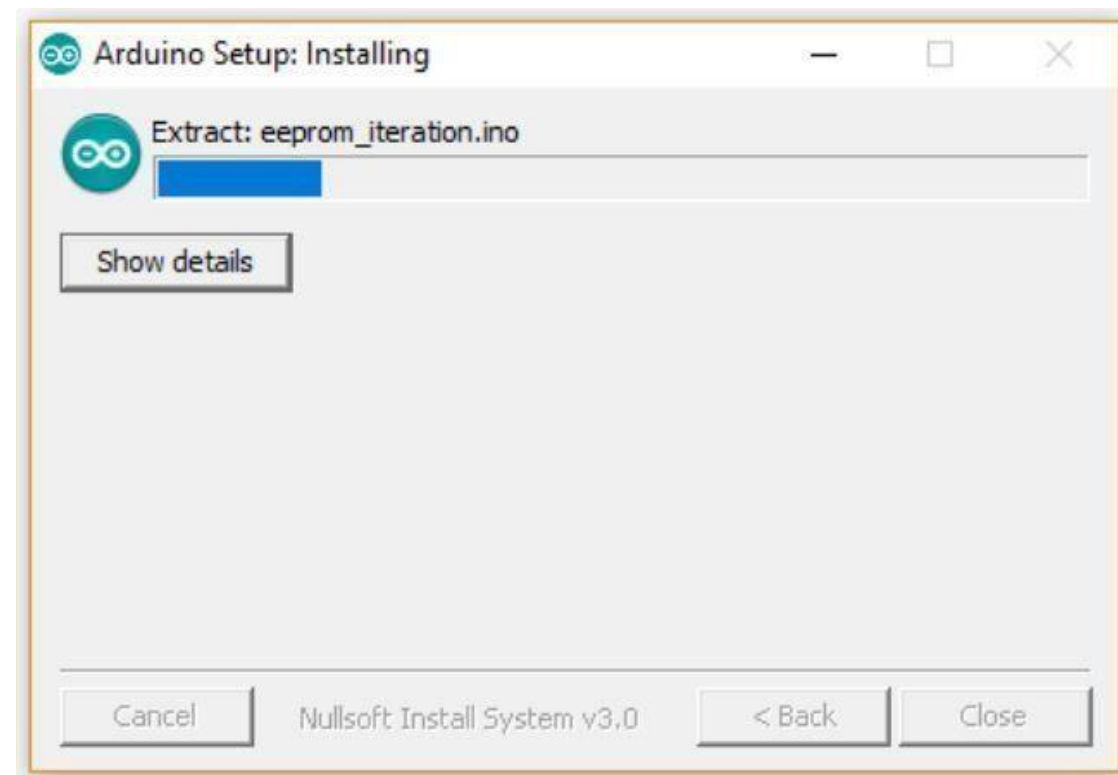 Arduino Setup: Installing
Extract: eeprom_iteration.ino
Show details
Cancel Nullsoft Install System v3.0 < Back Close